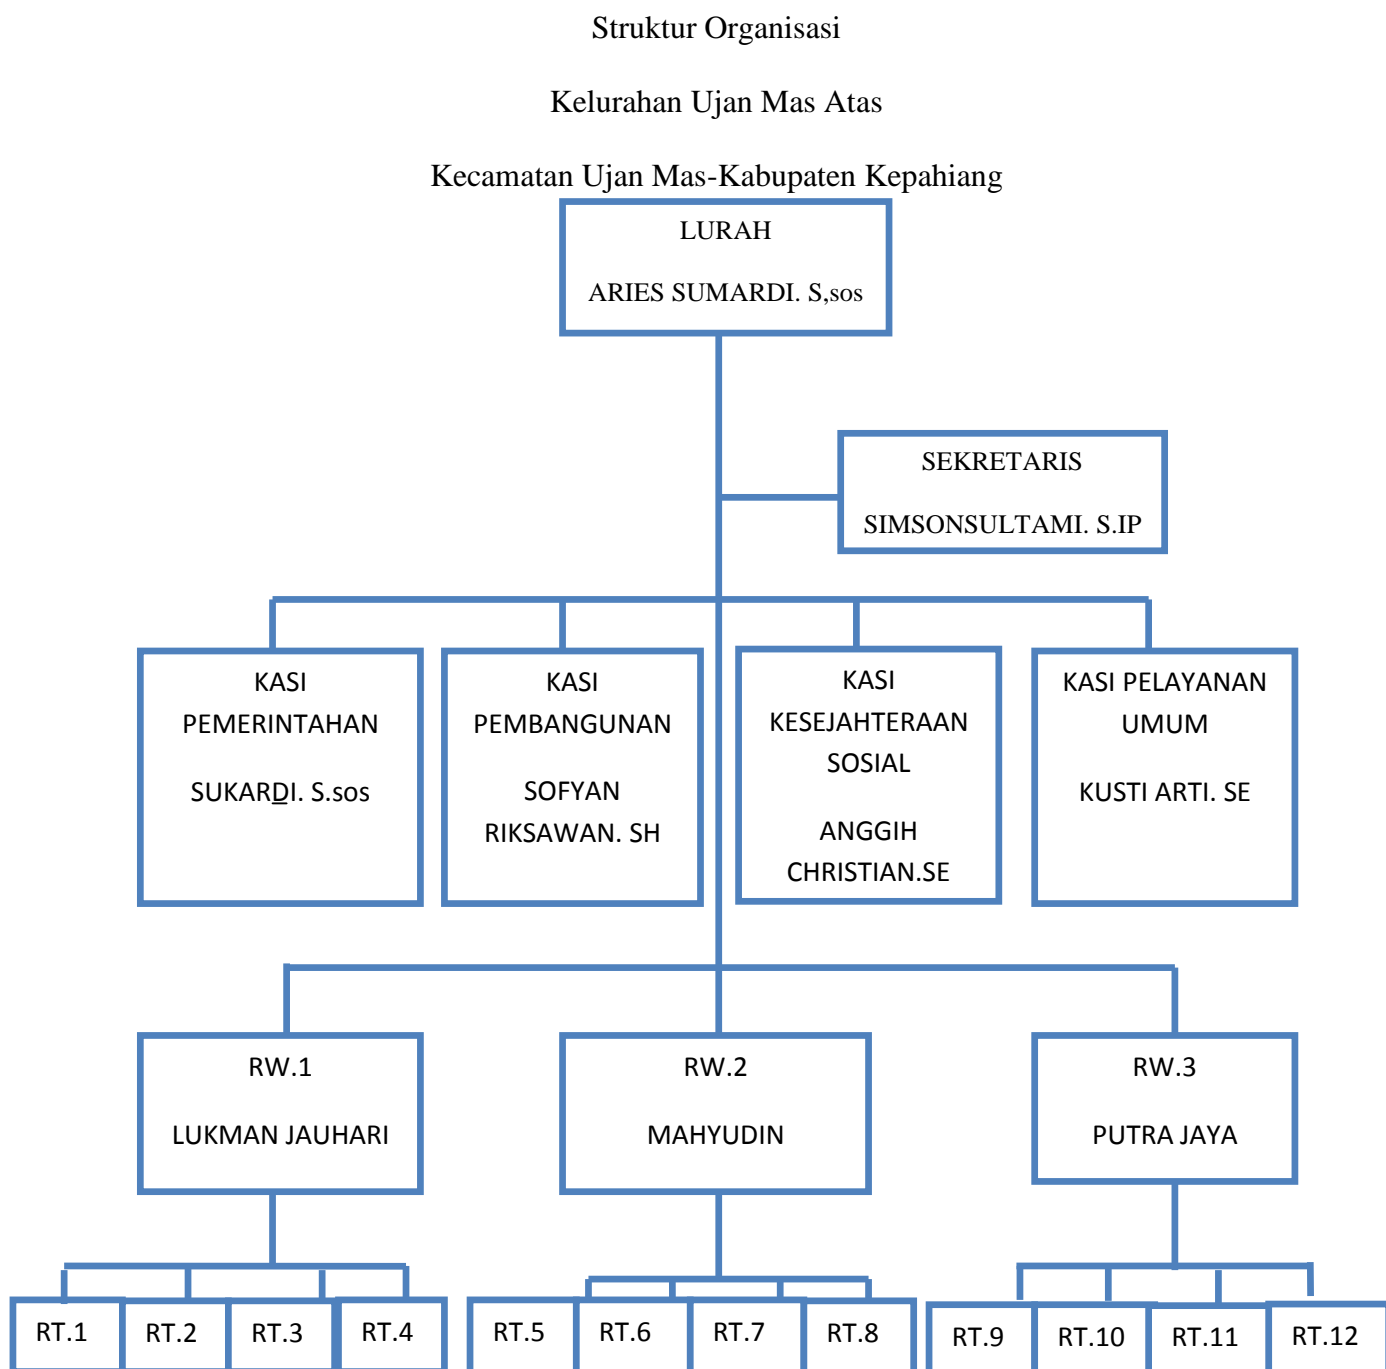 Struktur Organisasi
Kelurahan Ujan Mas Atas
Kecamatan Ujan Mas-Kabupaten Kepahiang
LURAH
ARIES SUMARDI. S,sos
SEKRETARIS
SIMSONSULTAMI. S.IP
KASI
PEMERINTAHAN
SUKARDI. S.sos
KASI
PEMBANGUNAN
SOFYAN
RIKSAWAN. SH
KASI
KESEJAHTERAAN
SOSIAL
ANGGIH
CHRISTIAN.SE
KASI PELAYANAN
UMUM
KUSTI ARTI. SE
RW.1
LUKMAN JAUHARI
RW.2
MAHYUDIN
RW.3
PUTRA JAYA
RT.1
RT.2
RT.3
RT.4
RT.5
RT.6
RT.7
RT.8
RT.9
RT.10
RT.11
RT.12